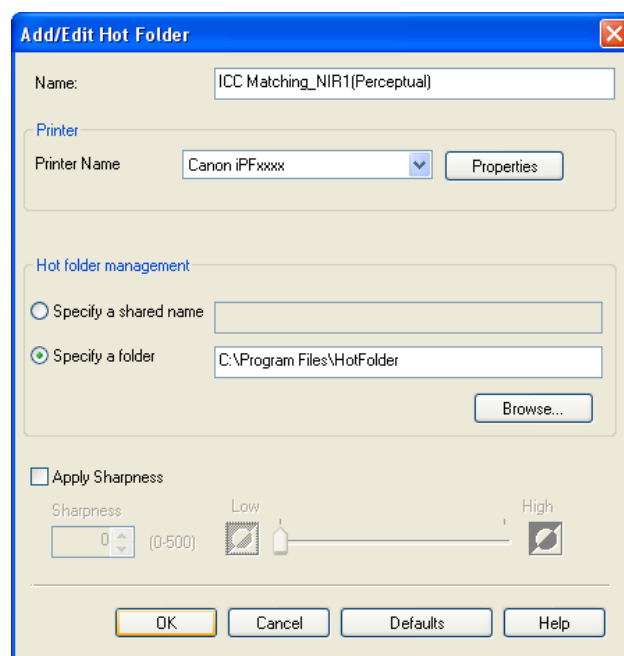 Add/Edit Hot Folder
Name: ICC Matching_NIR1(Perceptual)
Printer
Printer Name Canon iPFxxxx Properties
Hot folder management
Specify a shared name
Specify a folder C:\Program Files\HotFolder
Browse...
Apply Sharpness
Sharpness Low High
0 (0-500)
OK Cancel Defaults Help